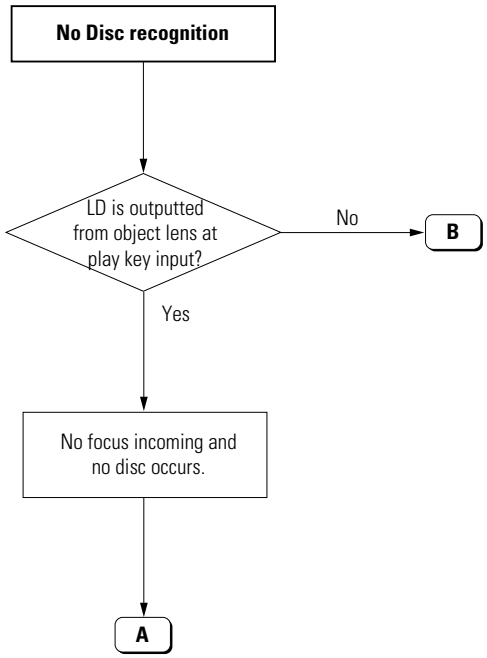 No Disc recognition
LD is outputted
from object lens at
play key input?
No
B
Yes
No focus incoming and
no disc occurs.
A